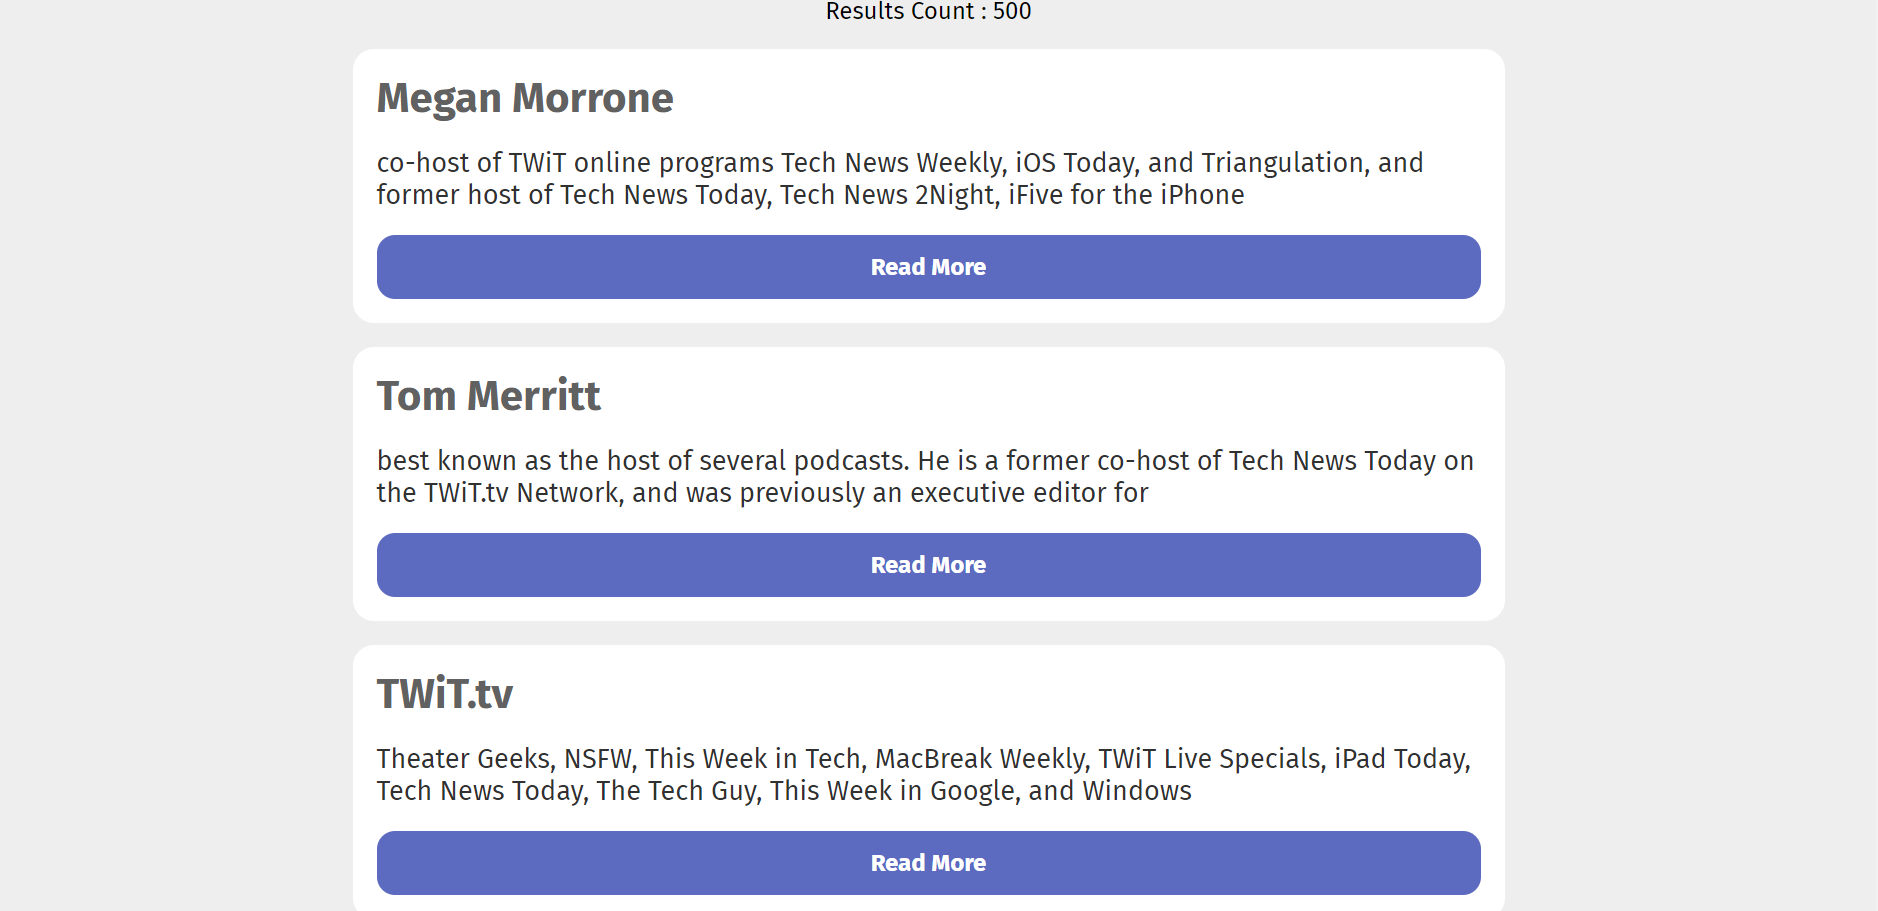 Results Count : 500
Megan Morrone
co-host of TWiT online programs Tech News Weekly, iOS Today, and Triangulation, and
former host of Tech News Today, Tech News 2Night, iFive for the iPhone
Read More
Tom Merritt
best known as the host of several podcasts. He is a former co-host of Tech News Today on
the TWiT.tv Network, and was previously an executive editor for
Read More
TWiT.tv
Theater Geeks, NSFW, This Week in Tech, MacBreak Weekly, TWiT Live Specials, iPad Today,
Tech News Today, The Tech Guy, This Week in Google, and Windows
Read More